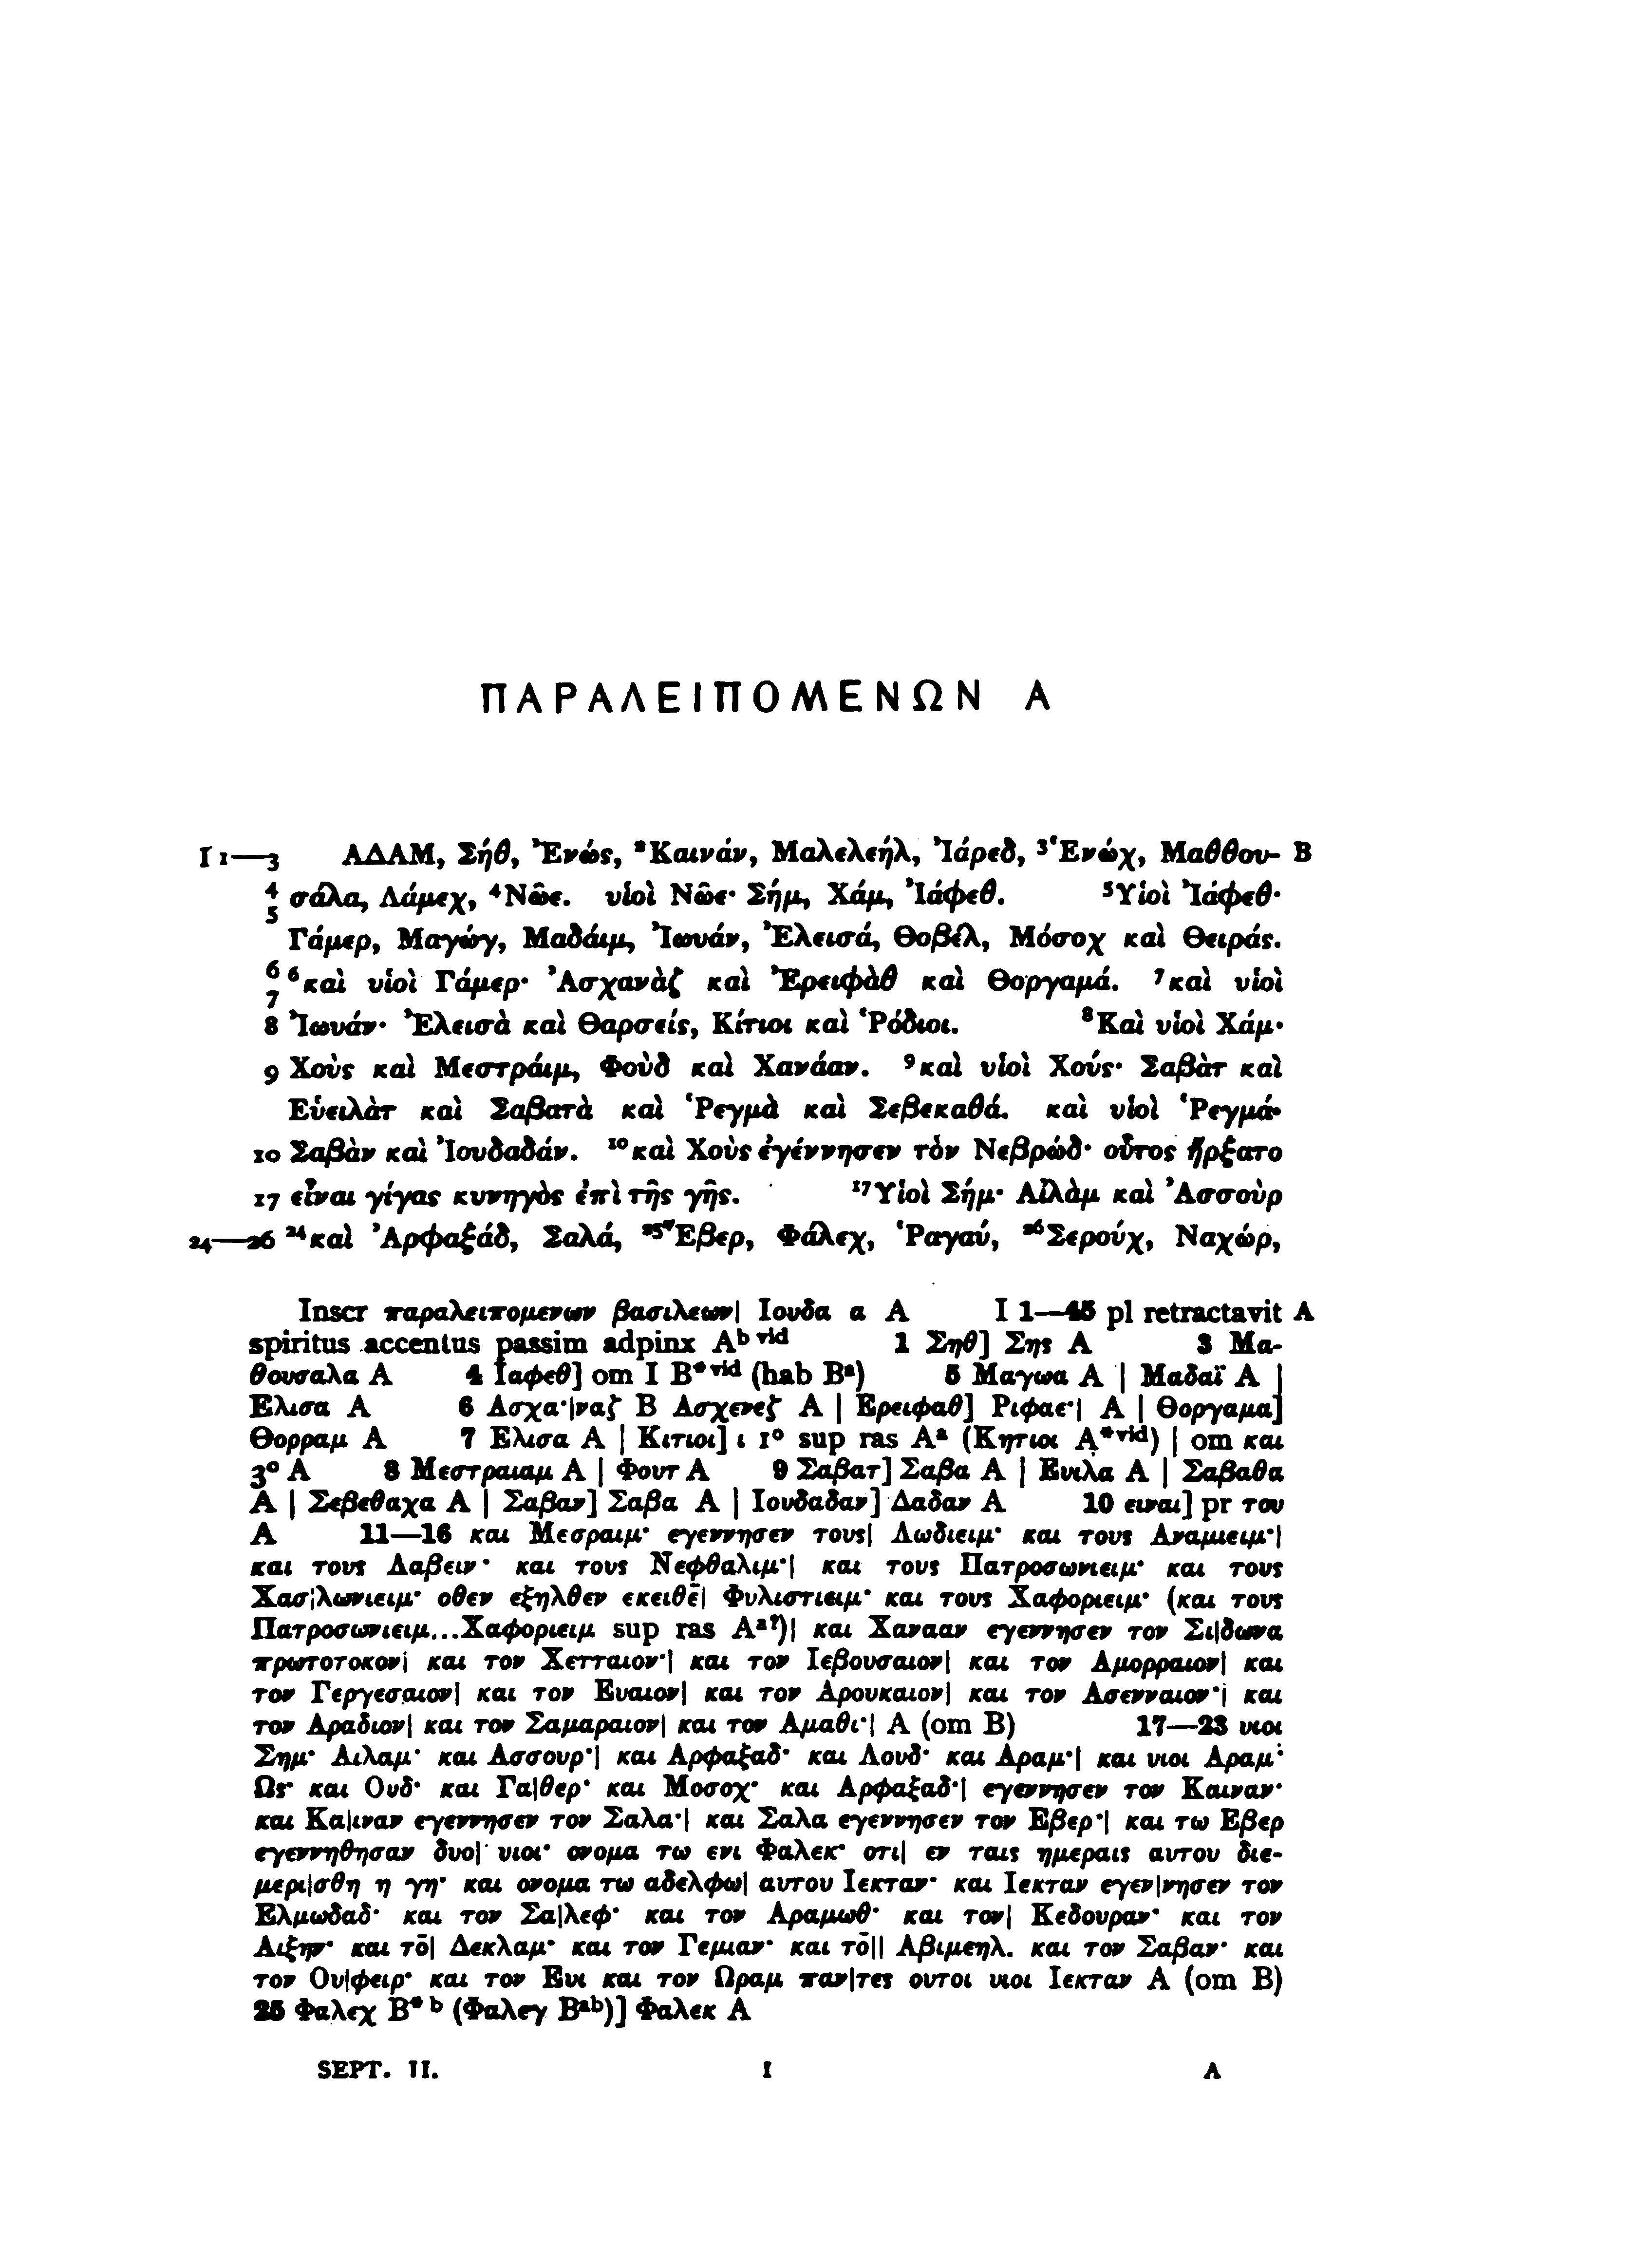 ΠΑΡΑΛΕΙΠΟΜΕΝΩΝ Α
I 1—3 ΑΔΑΜ, Σήθ, Ἐνώς, ²Καινάν, Μαλελεήλ, Ἰάρεδ, ³Ἑνώχ, Μαθθου- B
4 σάλα, Λάμεχ, ⁴Νῶε. υἱοὶ Νῶε· Σήμ, Χάμ, Ἰάφεθ. ⁵Υἱοὶ Ἰάφεθ·
5 Γάμερ, Μαγώγ, Μαδάιμ, Ἰωυάν, Ἐλεισά, Θοβέλ, Μόσοχ καὶ Θειράς.
6 ⁶καὶ υἱοὶ Γάμερ· Ἀσχανὰζ καὶ Ἐρειφὰθ καὶ Θοργαμά. ⁷καὶ υἱοὶ
7
8 Ἰωυάν· Ἐλεισὰ καὶ Θαρσείς, Κίτιοι καὶ Ῥόδιοι. ⁸Καὶ υἱοὶ Χάμ·
9 Χοὺς καὶ Μεστράιμ, Φοὺδ καὶ Χανάαν. ⁹καὶ υἱοὶ Χούς· Σαβὰτ καὶ
Εὑειλὰτ καὶ Σαβατὰ καὶ Ῥεγμὰ καὶ Σεβεκαθά. καὶ υἱοὶ Ῥεγμά·
10 Σαβὰν καὶ Ἰουδαδάν. ¹⁰καὶ Χοὺς ἐγέννησεν τὸν Νεβρώδ· οὗτος ἤρξατο
17 εἶναι γίγας κυνηγὸς ἐπὶ τῆς γῆς. ¹⁷Υἱοὶ Σήμ· Αἰλὰμ καὶ Ἀσσοὺρ
24—26 ²⁴καὶ Ἀρφαξάδ, Σαλά, ²⁵Ἔβερ, Φάλεχ, Ῥαγαύ, ²⁶Σερούχ, Ναχώρ,
Inscr παραλειπομενων βασιλεων| Ιουδα α A I 1—45 pl retractavit A
spiritus accentus passim adpinx Aᵇ ᵛⁱᵈ 1 Σηθ] Σης A 3 Μα-
θουσαλα A 4 Ιαφεθ] om Ι B*ᵛⁱᵈ (hab Bᵃ) 5 Μαγωα A | Μαδαϊ A |
Ελισα A 6 Ασχα·|ναζ B Ασχενεζ A | Ερειφαθ] Ριφαε·| A | Θοργαμα]
Θορραμ A 7 Ελισα A | Κιτιοι] ι 1° sup ras Aᵃ (Κητιοι A*ᵛⁱᵈ) | om και
3° A 8 Μεστραιαμ A | Φουτ A 9 Σαβατ] Σαβα A | Ευιλα A | Σαβαθα
A | Σεβεθαχα A | Σαβαν] Σαβα A | Ιουδαδαν] Δαδαν A 10 ειναι] pr του
A 11—16 και Μεσραιμ· εγεννησεν τους| Λωδιειμ· και τους Αναμιειμ·|
και τους Λαβειν· και τους Νεφθαλιμ·| και τους Πατροσωνιειμ· και τους
Χασ|λωνιειμ· οθεν εξηλθεν εκειθε̄| Φυλιστιειμ· και τους Χαφοριειμ· (και τους
Πατροσωνιειμ...Χαφοριειμ sup ras Aᵃ?)| και Χανααν εγεννησεν τον Σι|δωνα
πρωτοτοκον| και τον Χετταιον·| και τον Ιεβουσαιον| και τον Αμορραιον| και
τον Γεργεσαιον| και τον Ευαιον| και τον Αρουκαιον| και τον Ασενναιον·| και
τον Αραδιον| και τον Σαμαραιον| και τον Αμαθι·| A (om B) 17—23 υιοι
Σημ· Αιλαμ· και Ασσουρ·| και Αρφαξαδ· και Λουδ· και Αραμ·| και υιοι Αραμ·
Ως· και Ουδ· και Γα|θερ· και Μοσοχ· και Αρφαξαδ·| εγεννησεν τον Καιναν·
και Κα|ιναν εγεννησεν τον Σαλα·| και Σαλα εγεννησεν τον Εβερ·| και τω Εβερ
εγεννηθησαν δυο| υιοι· ονομα τω ενι Φαλεκ· οτι| εν ταις ημεραις αυτου διε-
μερι|σθη η γη· και ονομα τω αδελφω| αυτου Ιεκταν· και Ιεκταν εγεν|νησεν τον
Ελμωδαδ· και τον Σα|λεφ· και τον Αραμωθ· και τον| Κεδουραν· και τον
Αιξην· και το̄| Δεκλαμ· και τον Γεμιαν· και το̄|| Αβιμεηλ. και τον Σαβαν· και
τον Ου|φειρ· και τον Ευι και τον Ωραμ παν|τες ουτοι υιοι Ιεκταν A (om B)
25 Φαλεχ B* ᵇ (Φαλεγ Bᵃᵇ)] Φαλεκ A
SEPT. II. 1 A